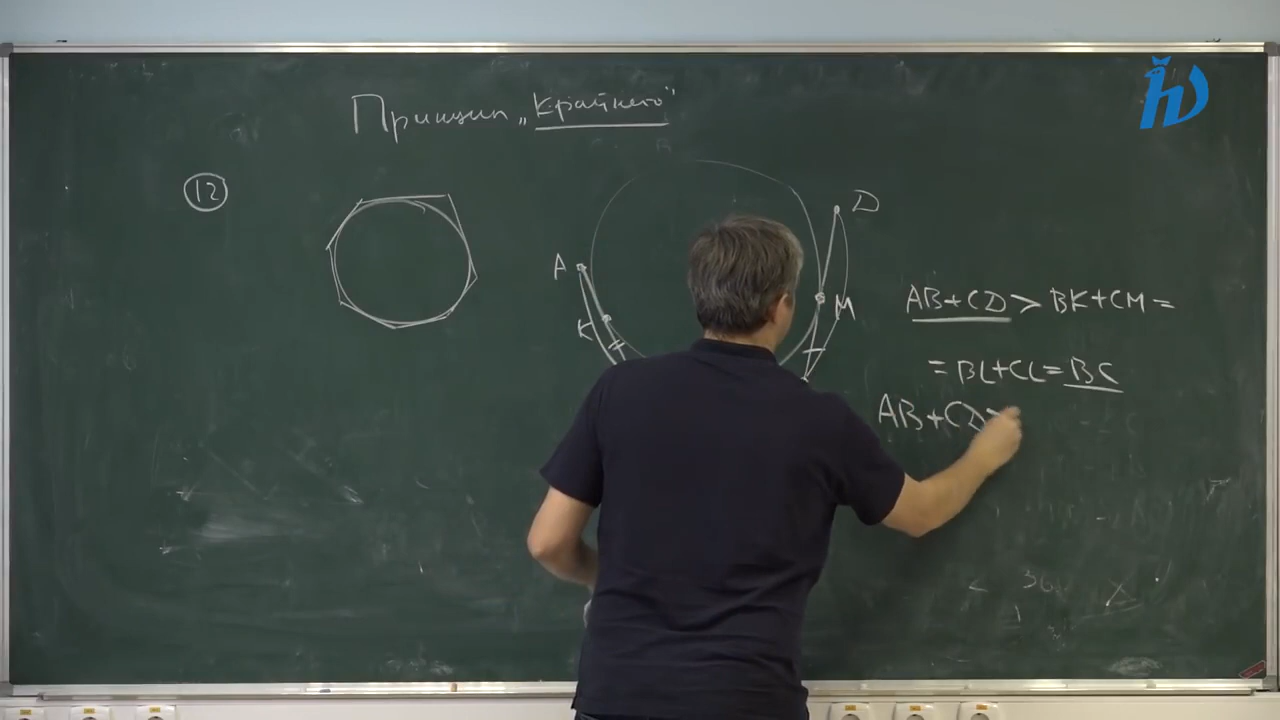 Принцип „Крайнего"
12
D
A
K
M
AB+CD > BK+CM =
= BL+CL = BC
AB+CD >